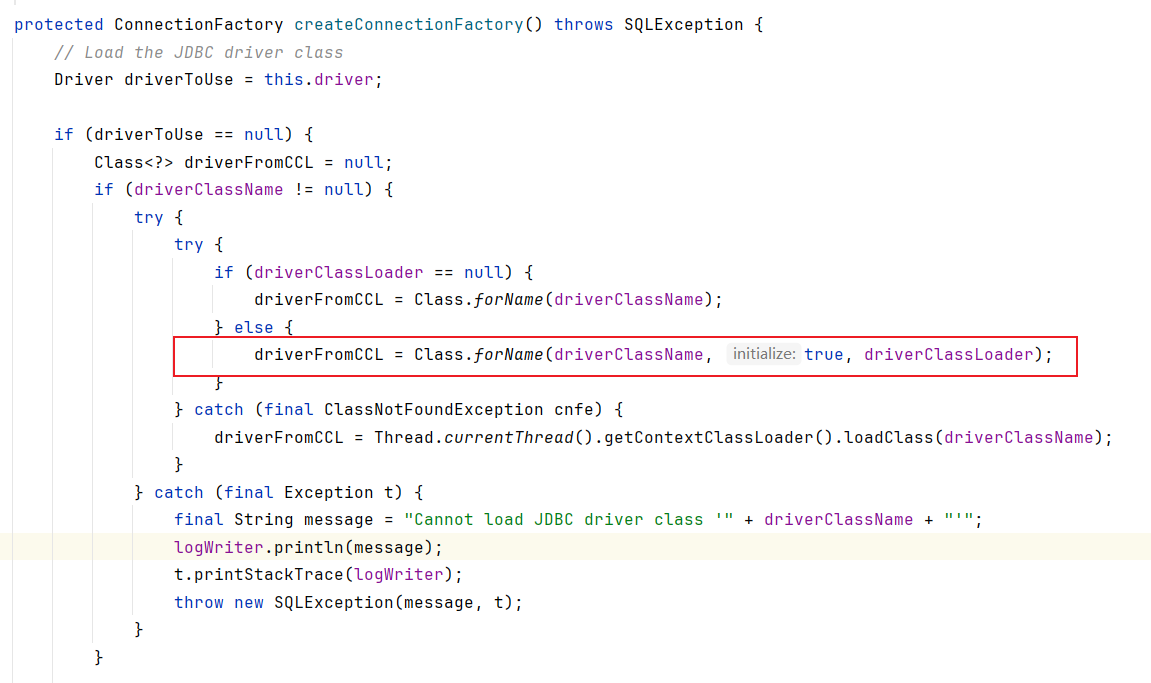 protected ConnectionFactory createConnectionFactory() throws SQLException {
    // Load the JDBC driver class
    Driver driverToUse = this.driver;

    if (driverToUse == null) {
        Class<?> driverFromCCL = null;
        if (driverClassName != null) {
            try {
                try {
                    if (driverClassLoader == null) {
                        driverFromCCL = Class.forName(driverClassName);
                    } else {
                        driverFromCCL = Class.forName(driverClassName, initialize: true, driverClassLoader);
                    }
                } catch (final ClassNotFoundException cnfe) {
                    driverFromCCL = Thread.currentThread().getContextClassLoader().loadClass(driverClassName);
                }
            } catch (final Exception t) {
                final String message = "Cannot load JDBC driver class '" + driverClassName + "'";
                logWriter.println(message);
                t.printStackTrace(logWriter);
                throw new SQLException(message, t);
            }
        }